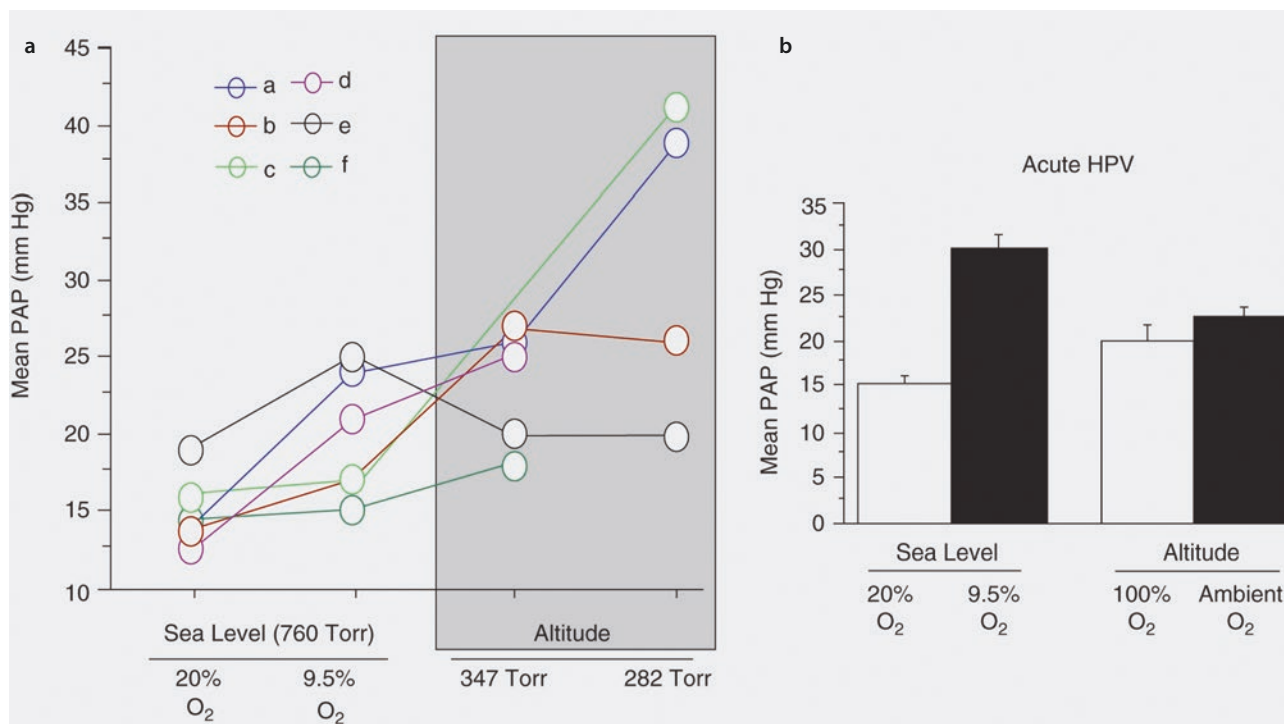 a
45
40
35
30
25
20
15
10
Mean PAP (mm Hg)
a d
b e
c f
Sea Level (760 Torr) Altitude
20% O2 9.5% O2 347 Torr 282 Torr
b
Acute HPV
35
30
25
20
15
10
5
0
Mean PAP (mm Hg)
Sea Level Altitude
20% 9.5% 100% Ambient
O2 O2 O2 O2